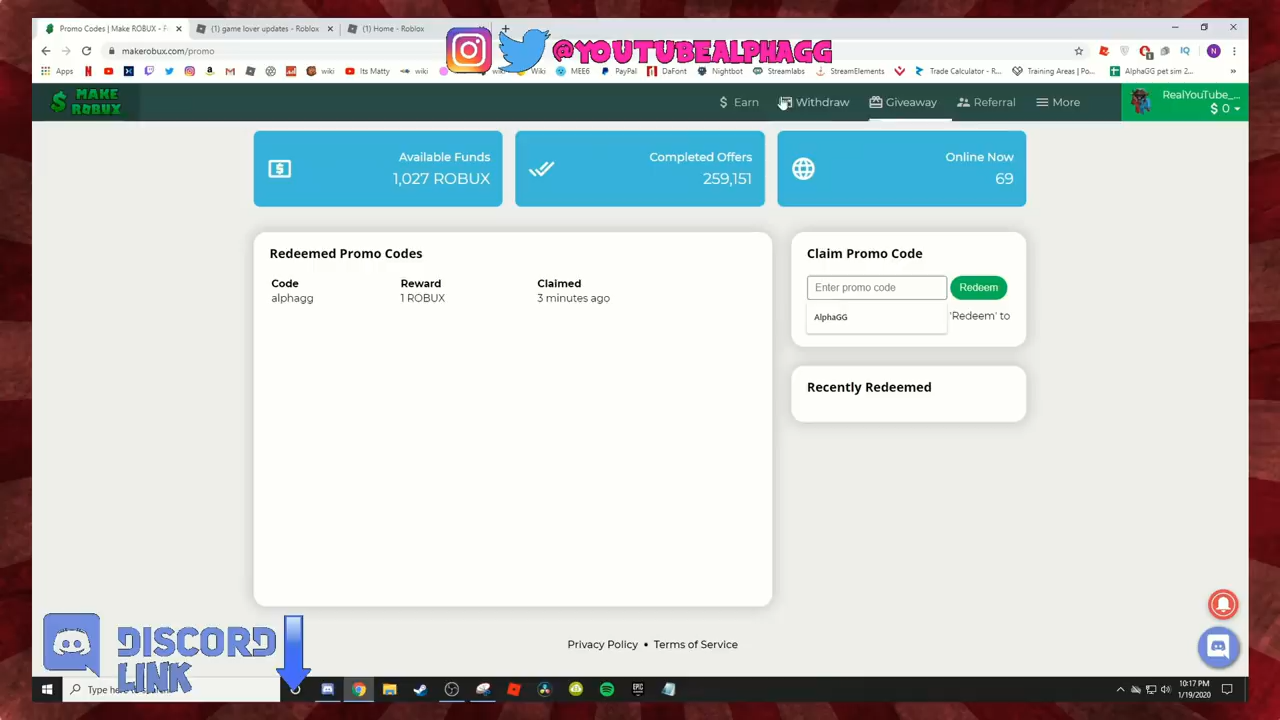 Promo Codes | Make ROBUX - F
(1) game lover updates - Roblox
(1) Home - Roblox
makerobux.com/promo
@YOUTUBEALPHAGG
Apps
wiki
Its Matty
wiki
Wiki
MEE6
PayPal
DaFont
Nightbot
Streamlabs
StreamElements
Trade Calculator - R...
Training Areas | Po...
AlphaGG pet sim 2...
MAKE
ROBUX
$ Earn
Withdraw
Giveaway
Referral
More
RealYouTube_...
$ 0
Available Funds
1,027 ROBUX
Completed Offers
259,151
Online Now
69
Redeemed Promo Codes
Code Reward Claimed
alphagg 1 ROBUX 3 minutes ago
Claim Promo Code
Enter promo code
Redeem
AlphaGG
'Redeem' to
Recently Redeemed
Privacy Policy • Terms of Service
DISCORD
LINK
Type here
10:17 PM
1/19/2020